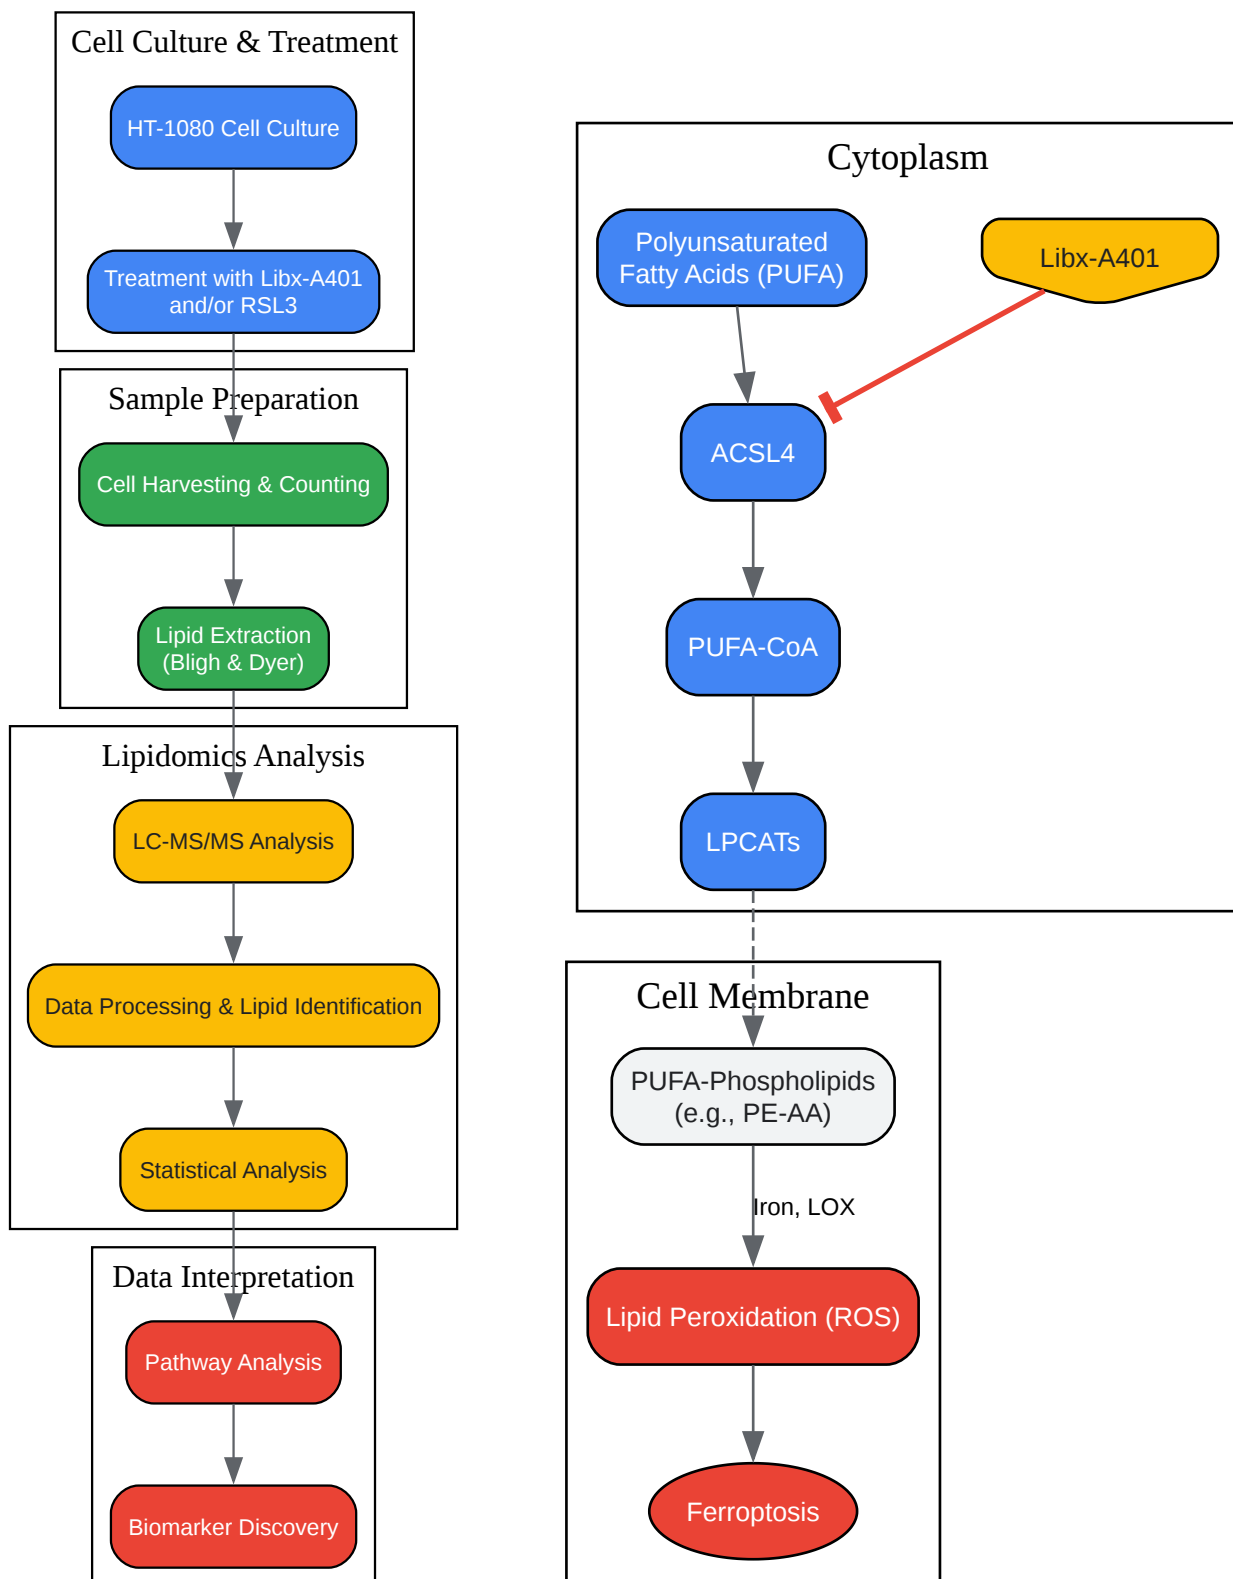 Cell Culture & Treatment
HT-1080 Cell Culture
Treatment with Libx-A401
and/or RSL3
Sample Preparation
Cell Harvesting & Counting
Lipid Extraction
(Bligh & Dyer)
Lipidomics Analysis
LC-MS/MS Analysis
Data Processing & Lipid Identification
Statistical Analysis
Data Interpretation
Pathway Analysis
Biomarker Discovery
Cytoplasm
Polyunsaturated
Fatty Acids (PUFA)
Libx-A401
ACSL4
PUFA-CoA
LPCATs
Cell Membrane
PUFA-Phospholipids
(e.g., PE-AA)
Iron, LOX
Lipid Peroxidation (ROS)
Ferroptosis